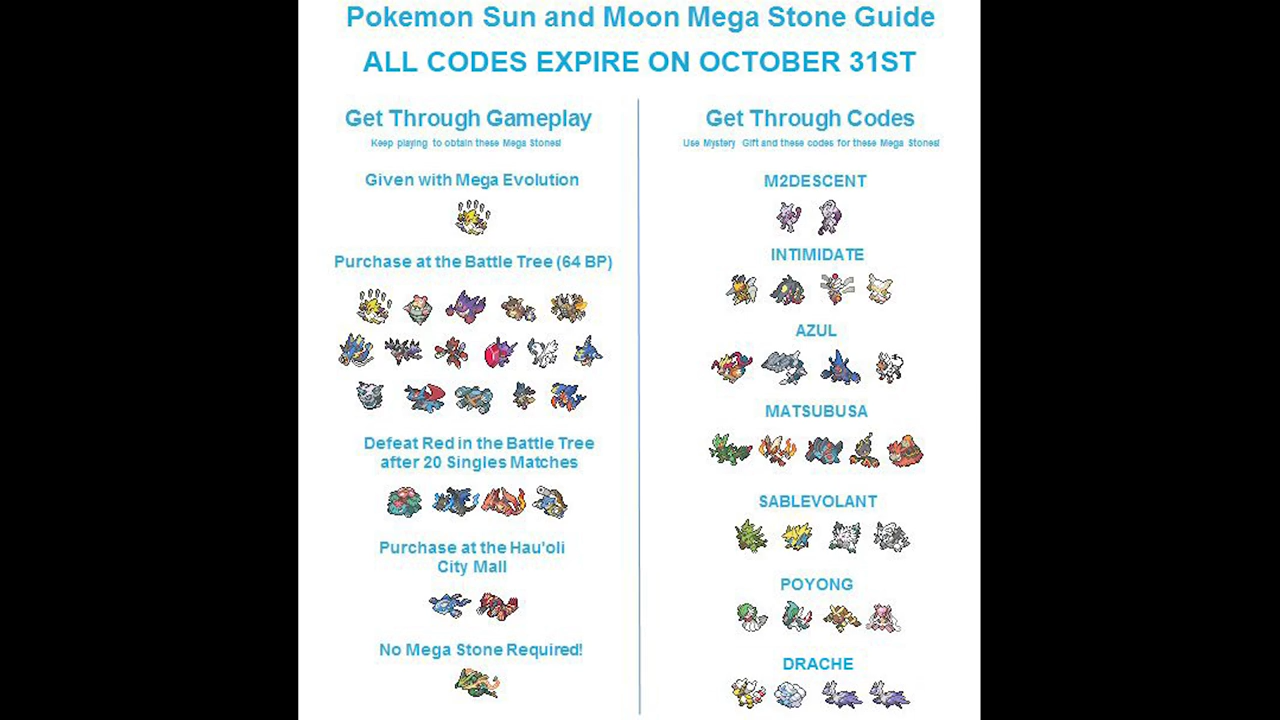 Pokemon Sun and Moon Mega Stone Guide
ALL CODES EXPIRE ON OCTOBER 31ST
Get Through Gameplay
Keep playing to obtain these Mega Stones!
Given with Mega Evolution
Purchase at the Battle Tree (64 BP)
Defeat Red in the Battle Tree
after 20 Singles Matches
Purchase at the Hau'oli
City Mall
No Mega Stone Required!
Get Through Codes
Use Mystery Gift and these codes for these Mega Stones!
M2DESCENT
INTIMIDATE
AZUL
MATSUBUSA
SABLEVOLANT
POYONG
DRACHE